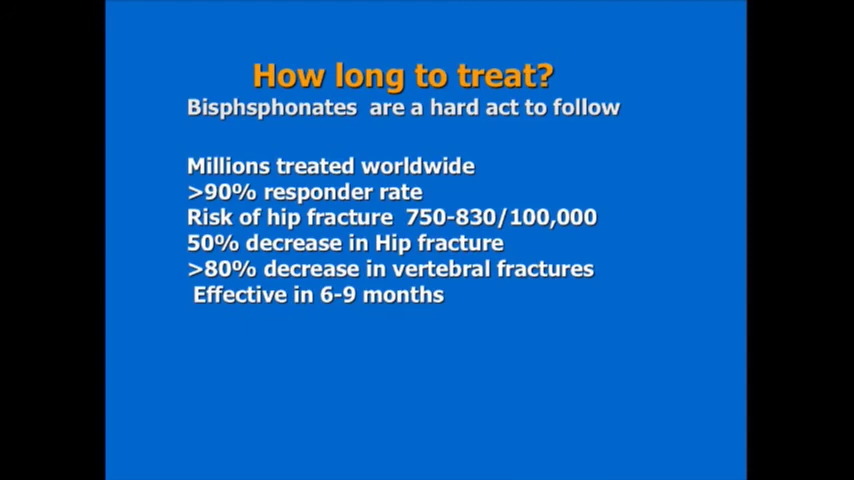 How long to treat?
Bisphsphonates are a hard act to follow
Millions treated worldwide
>90% responder rate
Risk of hip fracture 750-830/100,000
50% decrease in Hip fracture
>80% decrease in vertebral fractures
Effective in 6-9 months